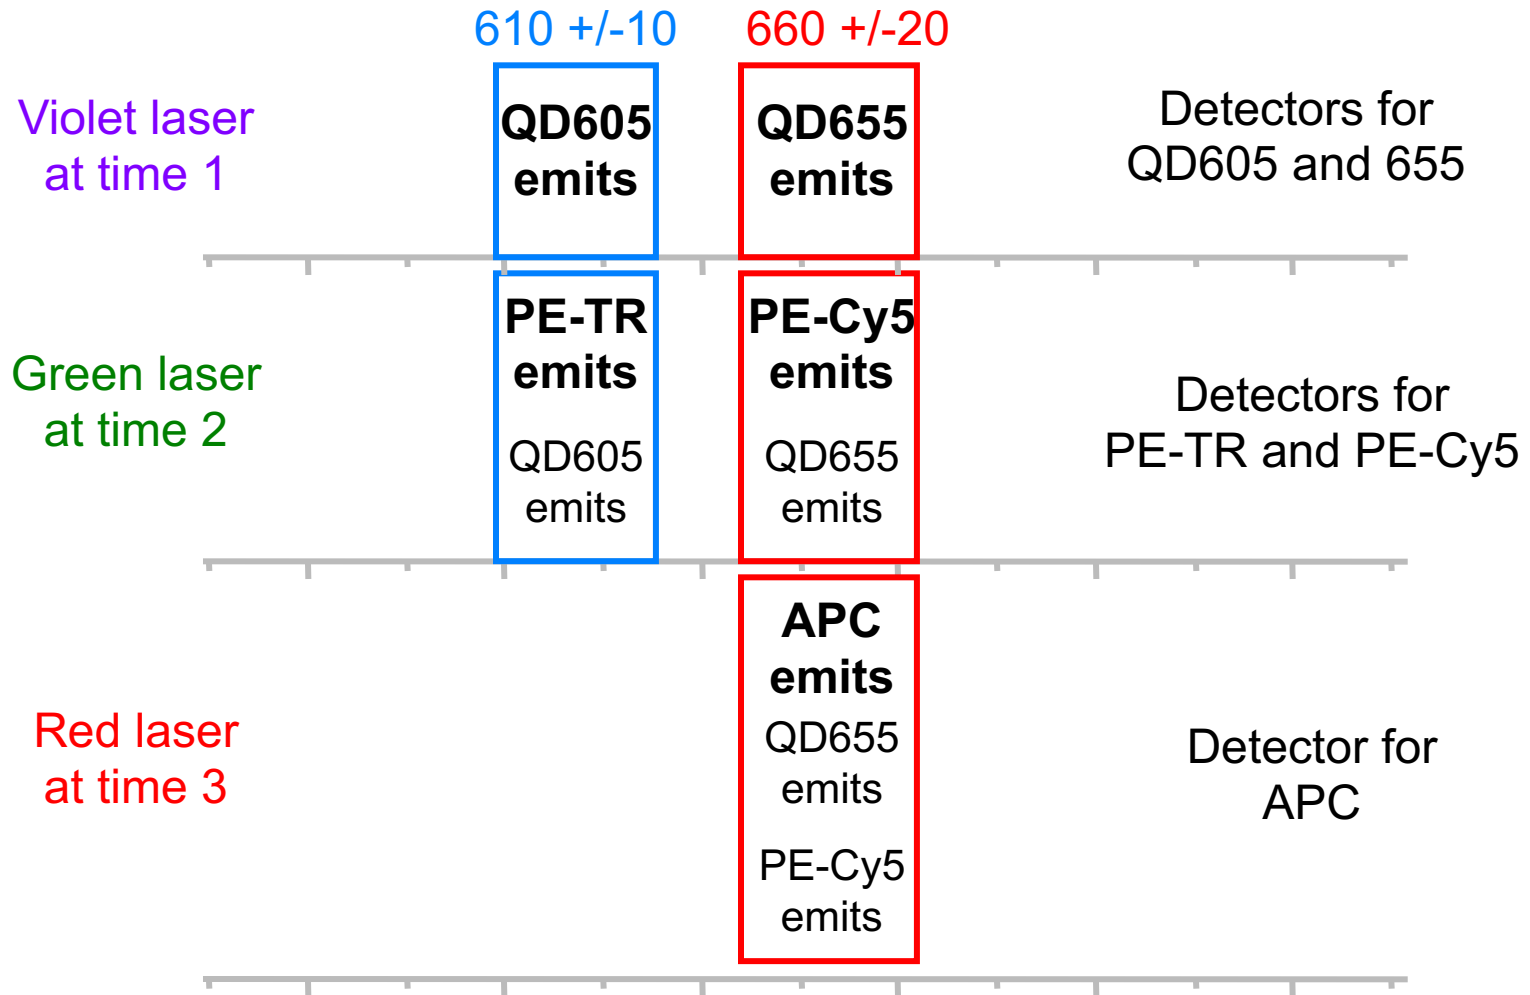 610 +/-10
660 +/-20
Violet laser
at time 1
QD605
emits
QD655
emits
Detectors for
QD605 and 655
Green laser
at time 2
PE-TR
emits
QD605
emits
PE-Cy5
emits
QD655
emits
Detectors for
PE-TR and PE-Cy5
Red laser
at time 3
APC
emits
QD655
emits
PE-Cy5
emits
Detector for
APC